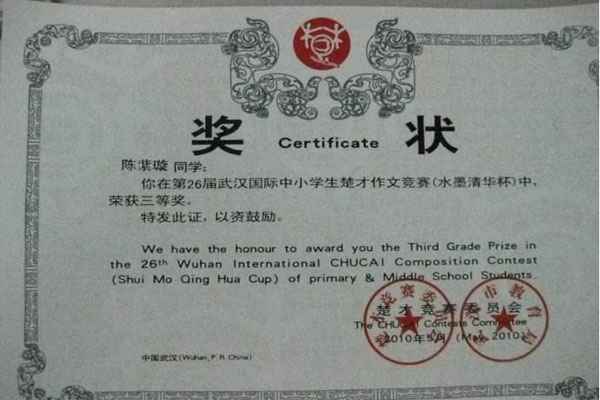 奖 Certificate 状
陈紫璇 同学:
你在第26届武汉国际中小学生楚才作文竞赛(水墨清华杯)中,
荣获三等奖。
特发此证, 以资鼓励。
We have the honour to award you the Third Grade Prize in
the 26th Wuhan International CHUCAI Composition Contest
(Shui Mo Qing Hua Cup) of primary & Middle School Students.
楚才竞赛委员会
The CHUCAI Contests Committee
2010年5月 (May, 2010)
中国武汉(Wuhan, P. R. China)